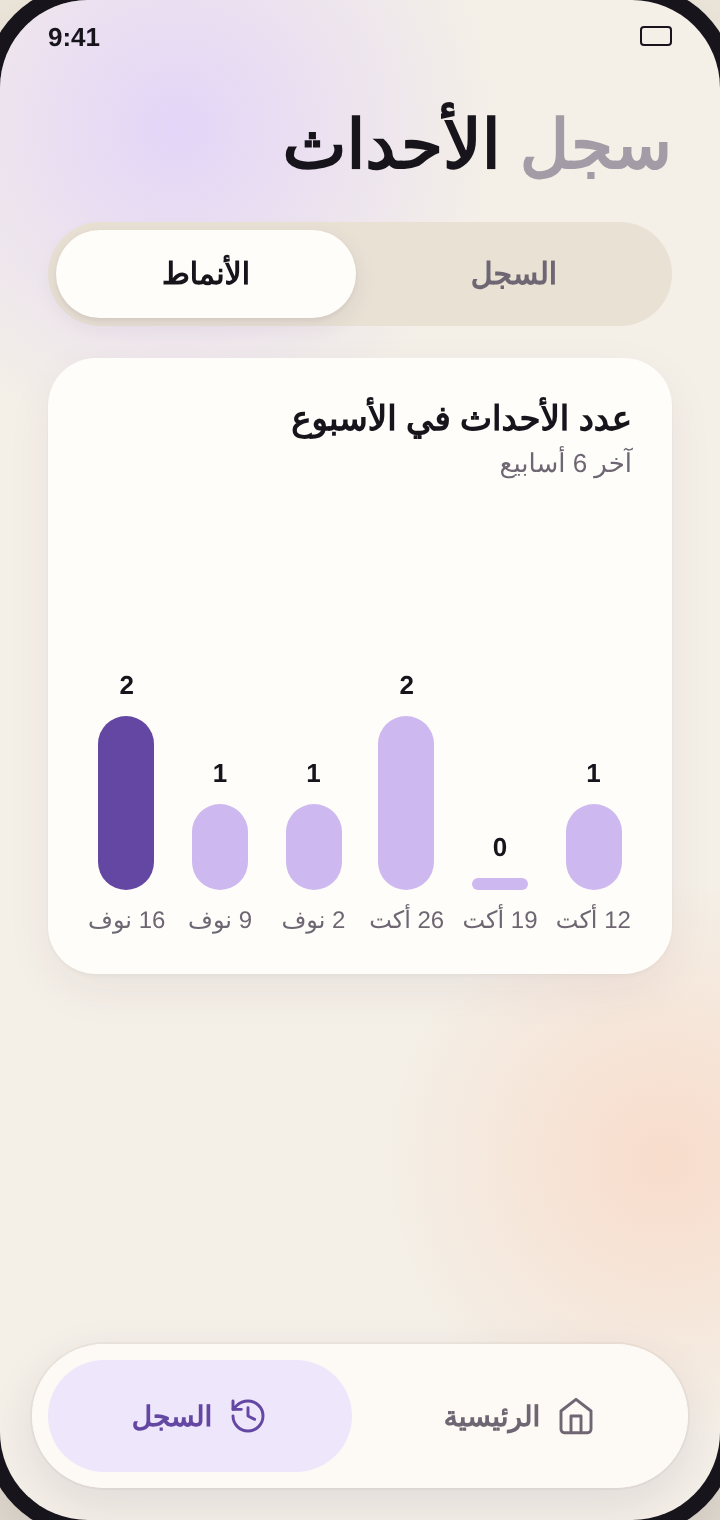 9:41
سجل الأحداث
السجل
الأنماط
عدد الأحداث في الأسبوع
آخر 6 أسابيع
1
0
2
1
1
2
12 أكت
19 أكت
26 أكت
2 نوف
9 نوف
16 نوف
الرئيسية
السجل